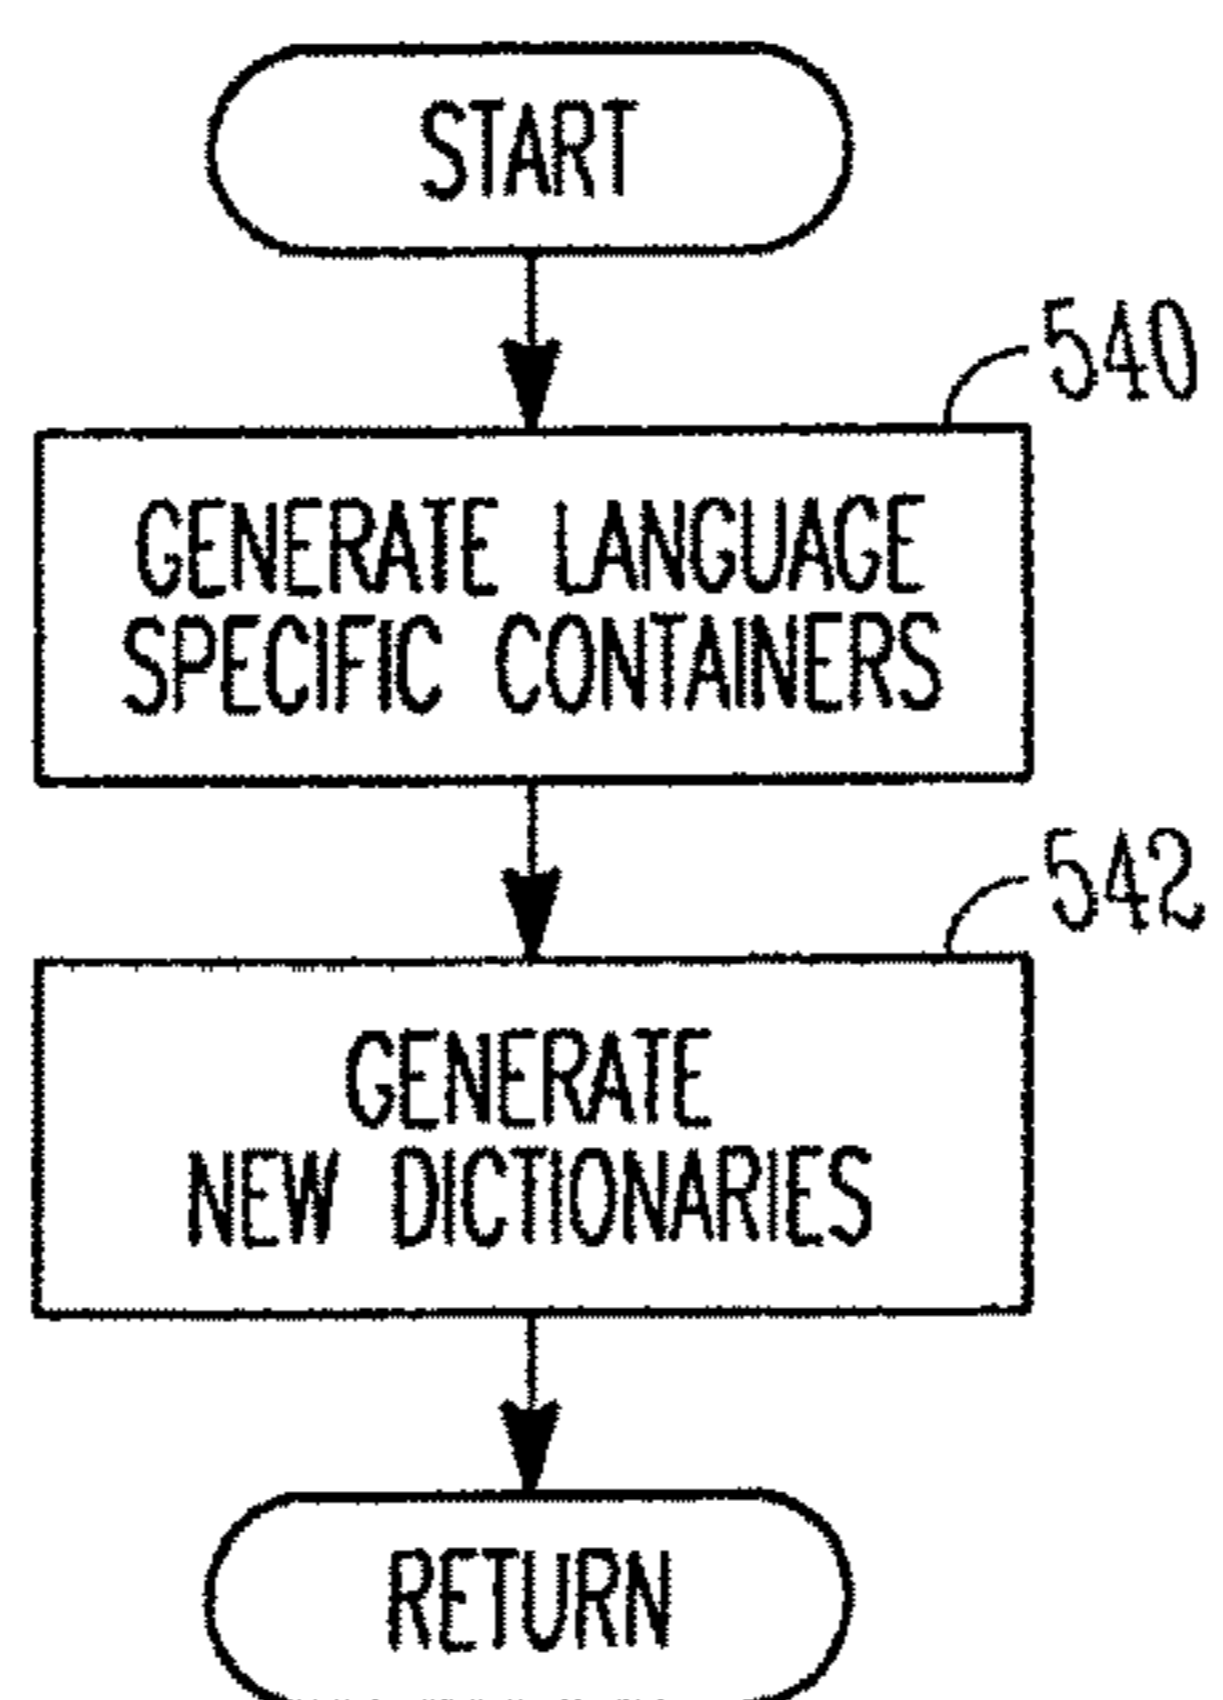 START
540
GENERATE LANGUAGE
SPECIFIC CONTAINERS
542
GENERATE
NEW DICTIONARIES
RETURN